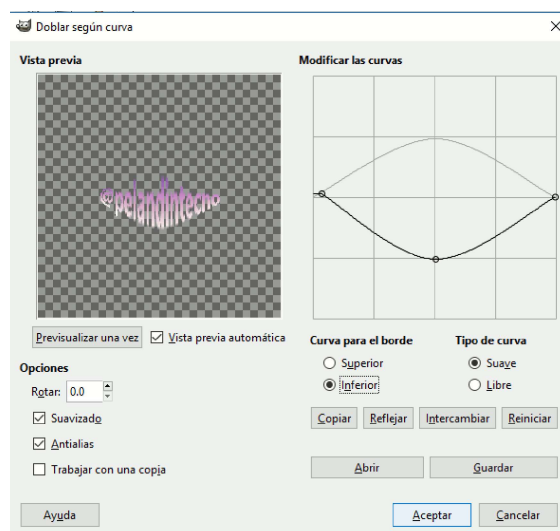 Doblar según curva
Vista previa
Modificar las curvas
@pelandintecno
Previsualizar una vez
Vista previa automática
Curva para el borde
Tipo de curva
Superior
Suave
Inferior
Libre
Opciones
Rotar: 0.0
Suavizado
Antialias
Trabajar con una copia
Copiar
Reflejar
Intercambiar
Reiniciar
Abrir
Guardar
Ayuda
Aceptar
Cancelar